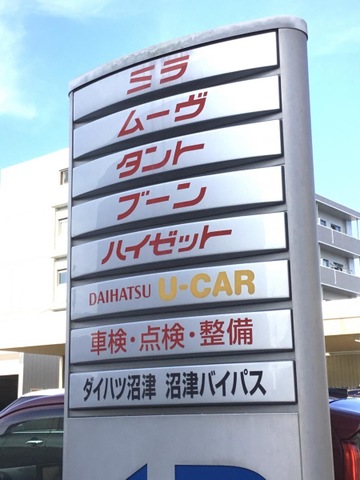 ミラ
ムーヴ
タント
ブーン
ハイゼット
DAIHATSU U-CAR
車検・点検・整備
ダイハツ沼津 沼津バイパス